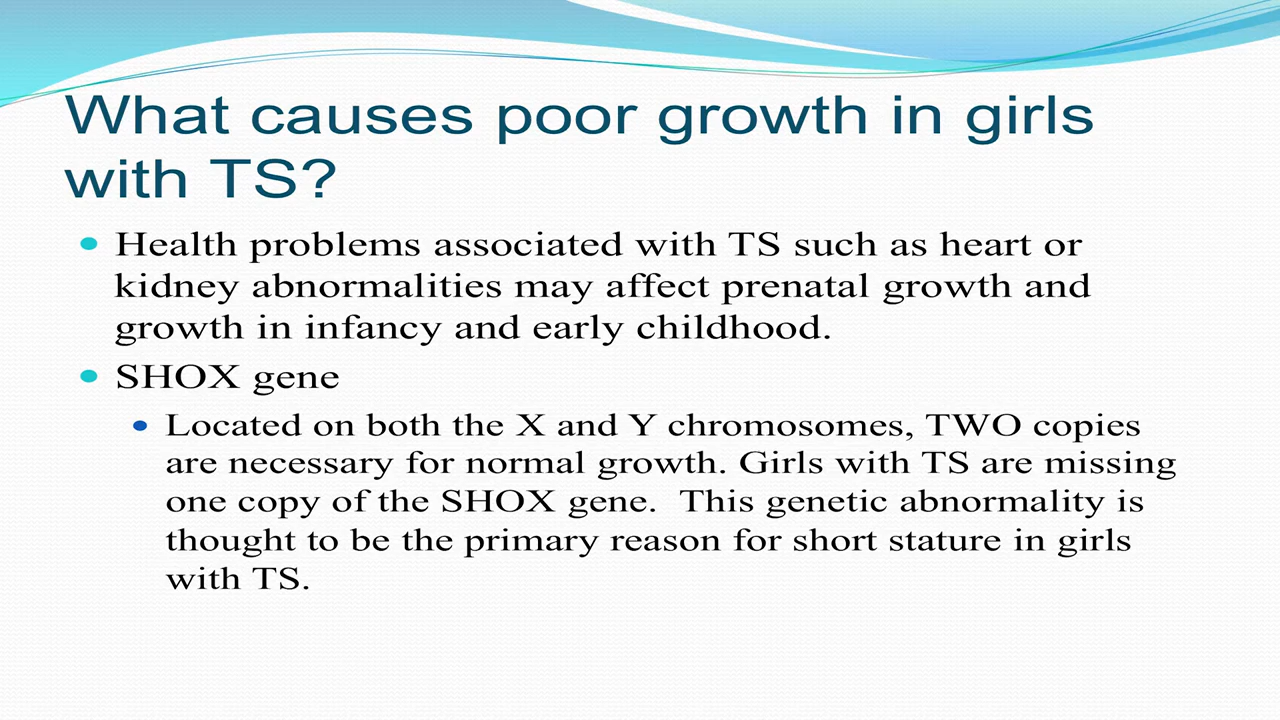 What causes poor growth in girls
with TS?
Health problems associated with TS such as heart or
kidney abnormalities may affect prenatal growth and
growth in infancy and early childhood.
SHOX gene
Located on both the X and Y chromosomes, TWO copies
are necessary for normal growth. Girls with TS are missing
one copy of the SHOX gene.  This genetic abnormality is
thought to be the primary reason for short stature in girls
with TS.